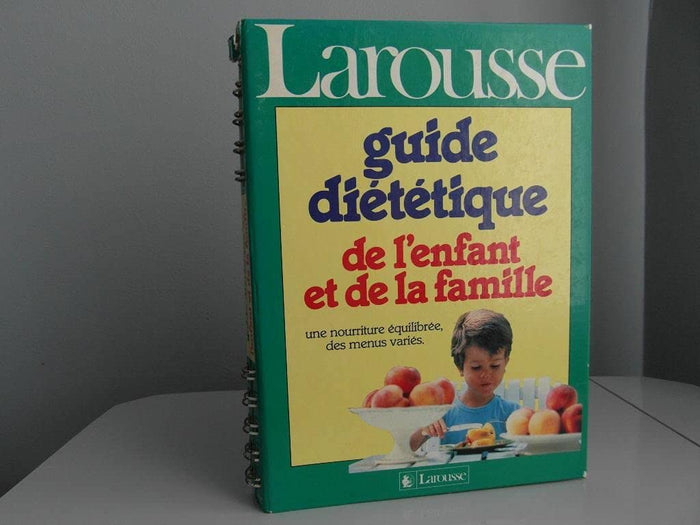 Larousse
guide
diététique
de l'enfant
et de la famille
une nourriture équilibrée,
des menus variés.
Larousse